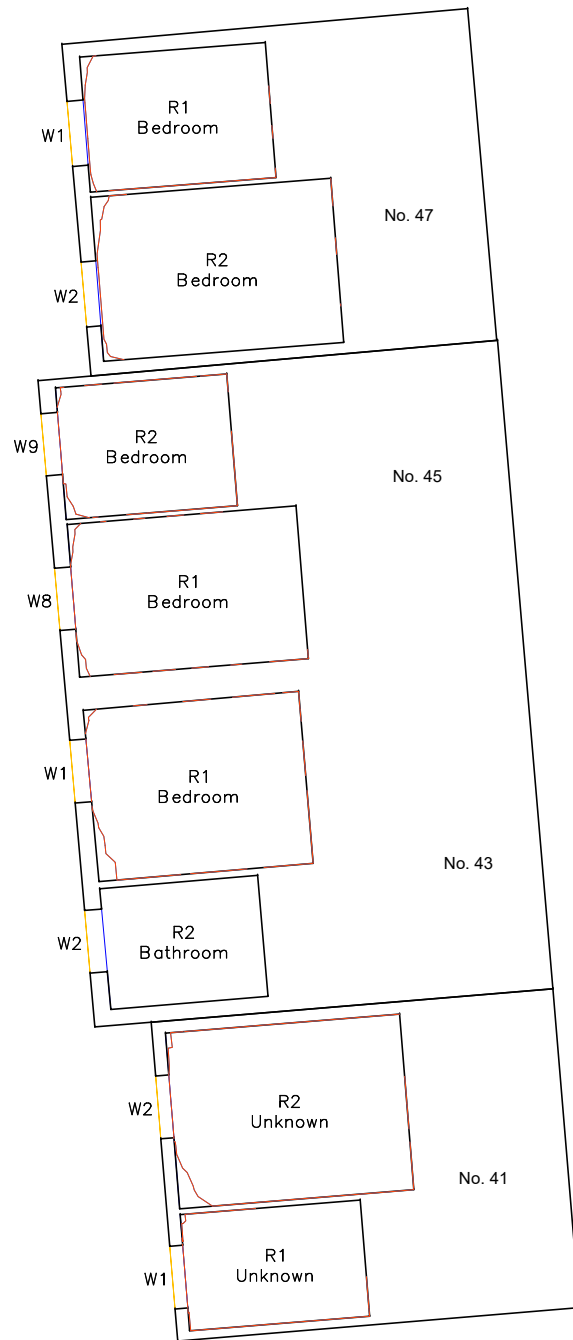 R1
Bedroom
W1
No. 47
R2
Bedroom
W2
R2
Bedroom
W9
No. 45
R1
Bedroom
W8
R1
Bedroom
W1
No. 43
R2
Bathroom
W2
R2
Unknown
W2
No. 41
R1
Unknown
W1